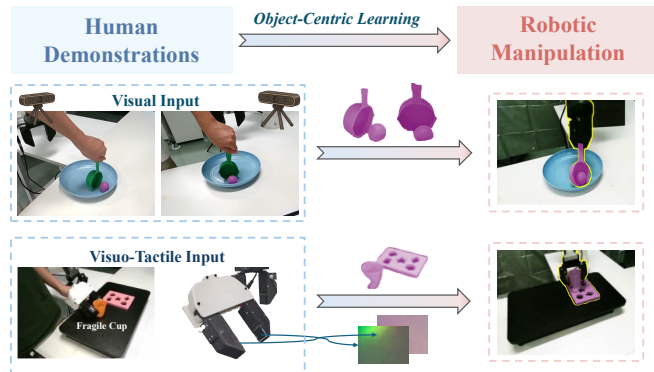 Human
Demonstrations
Object-Centric Learning
Robotic
Manipulation
Visual Input
Visuo-Tactile Input
Fragile Cup